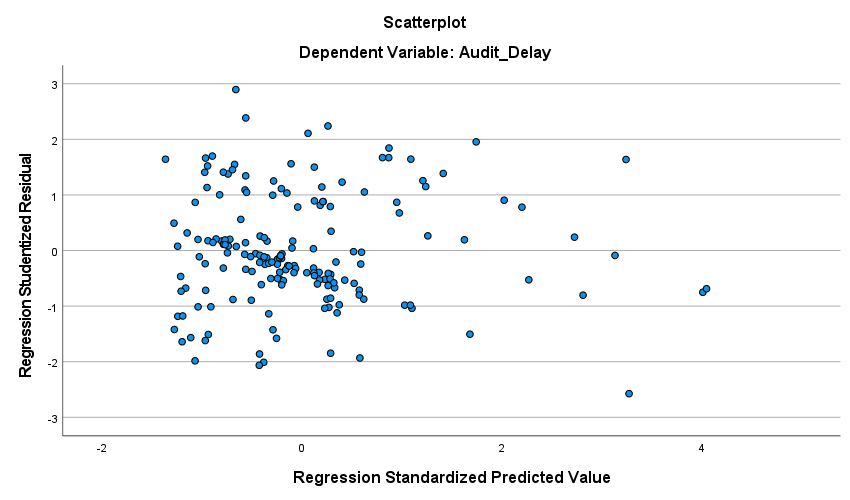 Scatterplot
Dependent Variable: Audit_Delay
Regression Studentized Residual
3
2
1
0
-1
-2
-3
-2 0 2 4
Regression Standardized Predicted Value